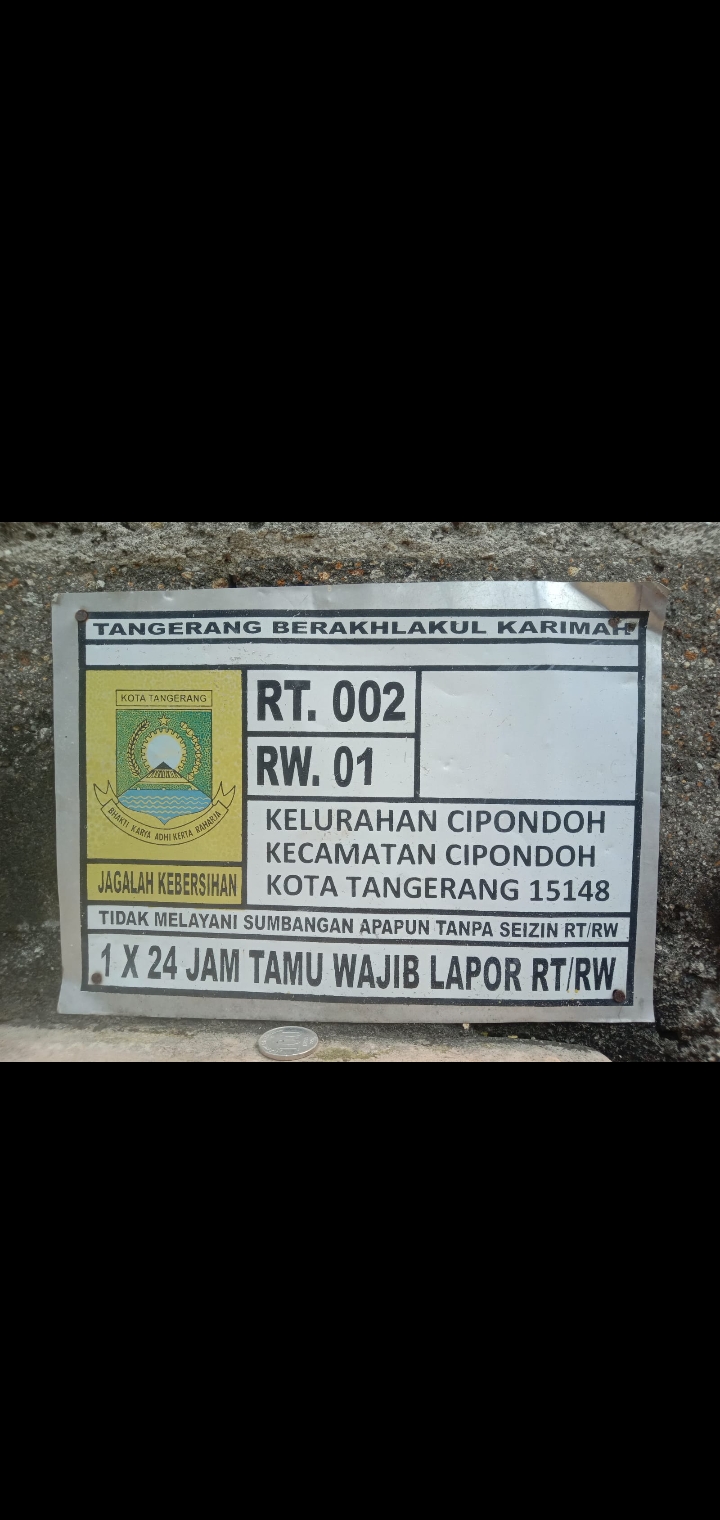 TANGERANG BERAKHLAKUL KARIMAH
KOTA TANGERANG
BHAKTI KARYA ADHI KERTA RAHARJA
JAGALAH KEBERSIHAN
RT. 002
RW. 01
KELURAHAN CIPONDOH
KECAMATAN CIPONDOH
KOTA TANGERANG 15148
TIDAK MELAYANI SUMBANGAN APAPUN TANPA SEIZIN RT/RW
1 X 24 JAM TAMU WAJIB LAPOR RT/RW